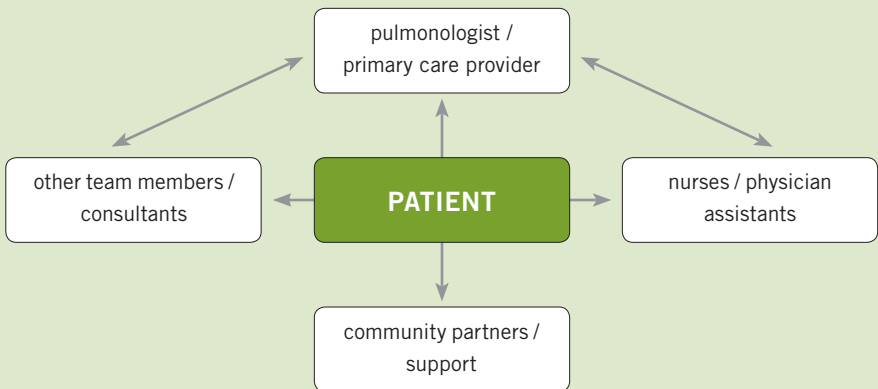 pulmonologist /
primary care provider
other team members /
consultants
PATIENT
nurses / physician
assistants
community partners /
support